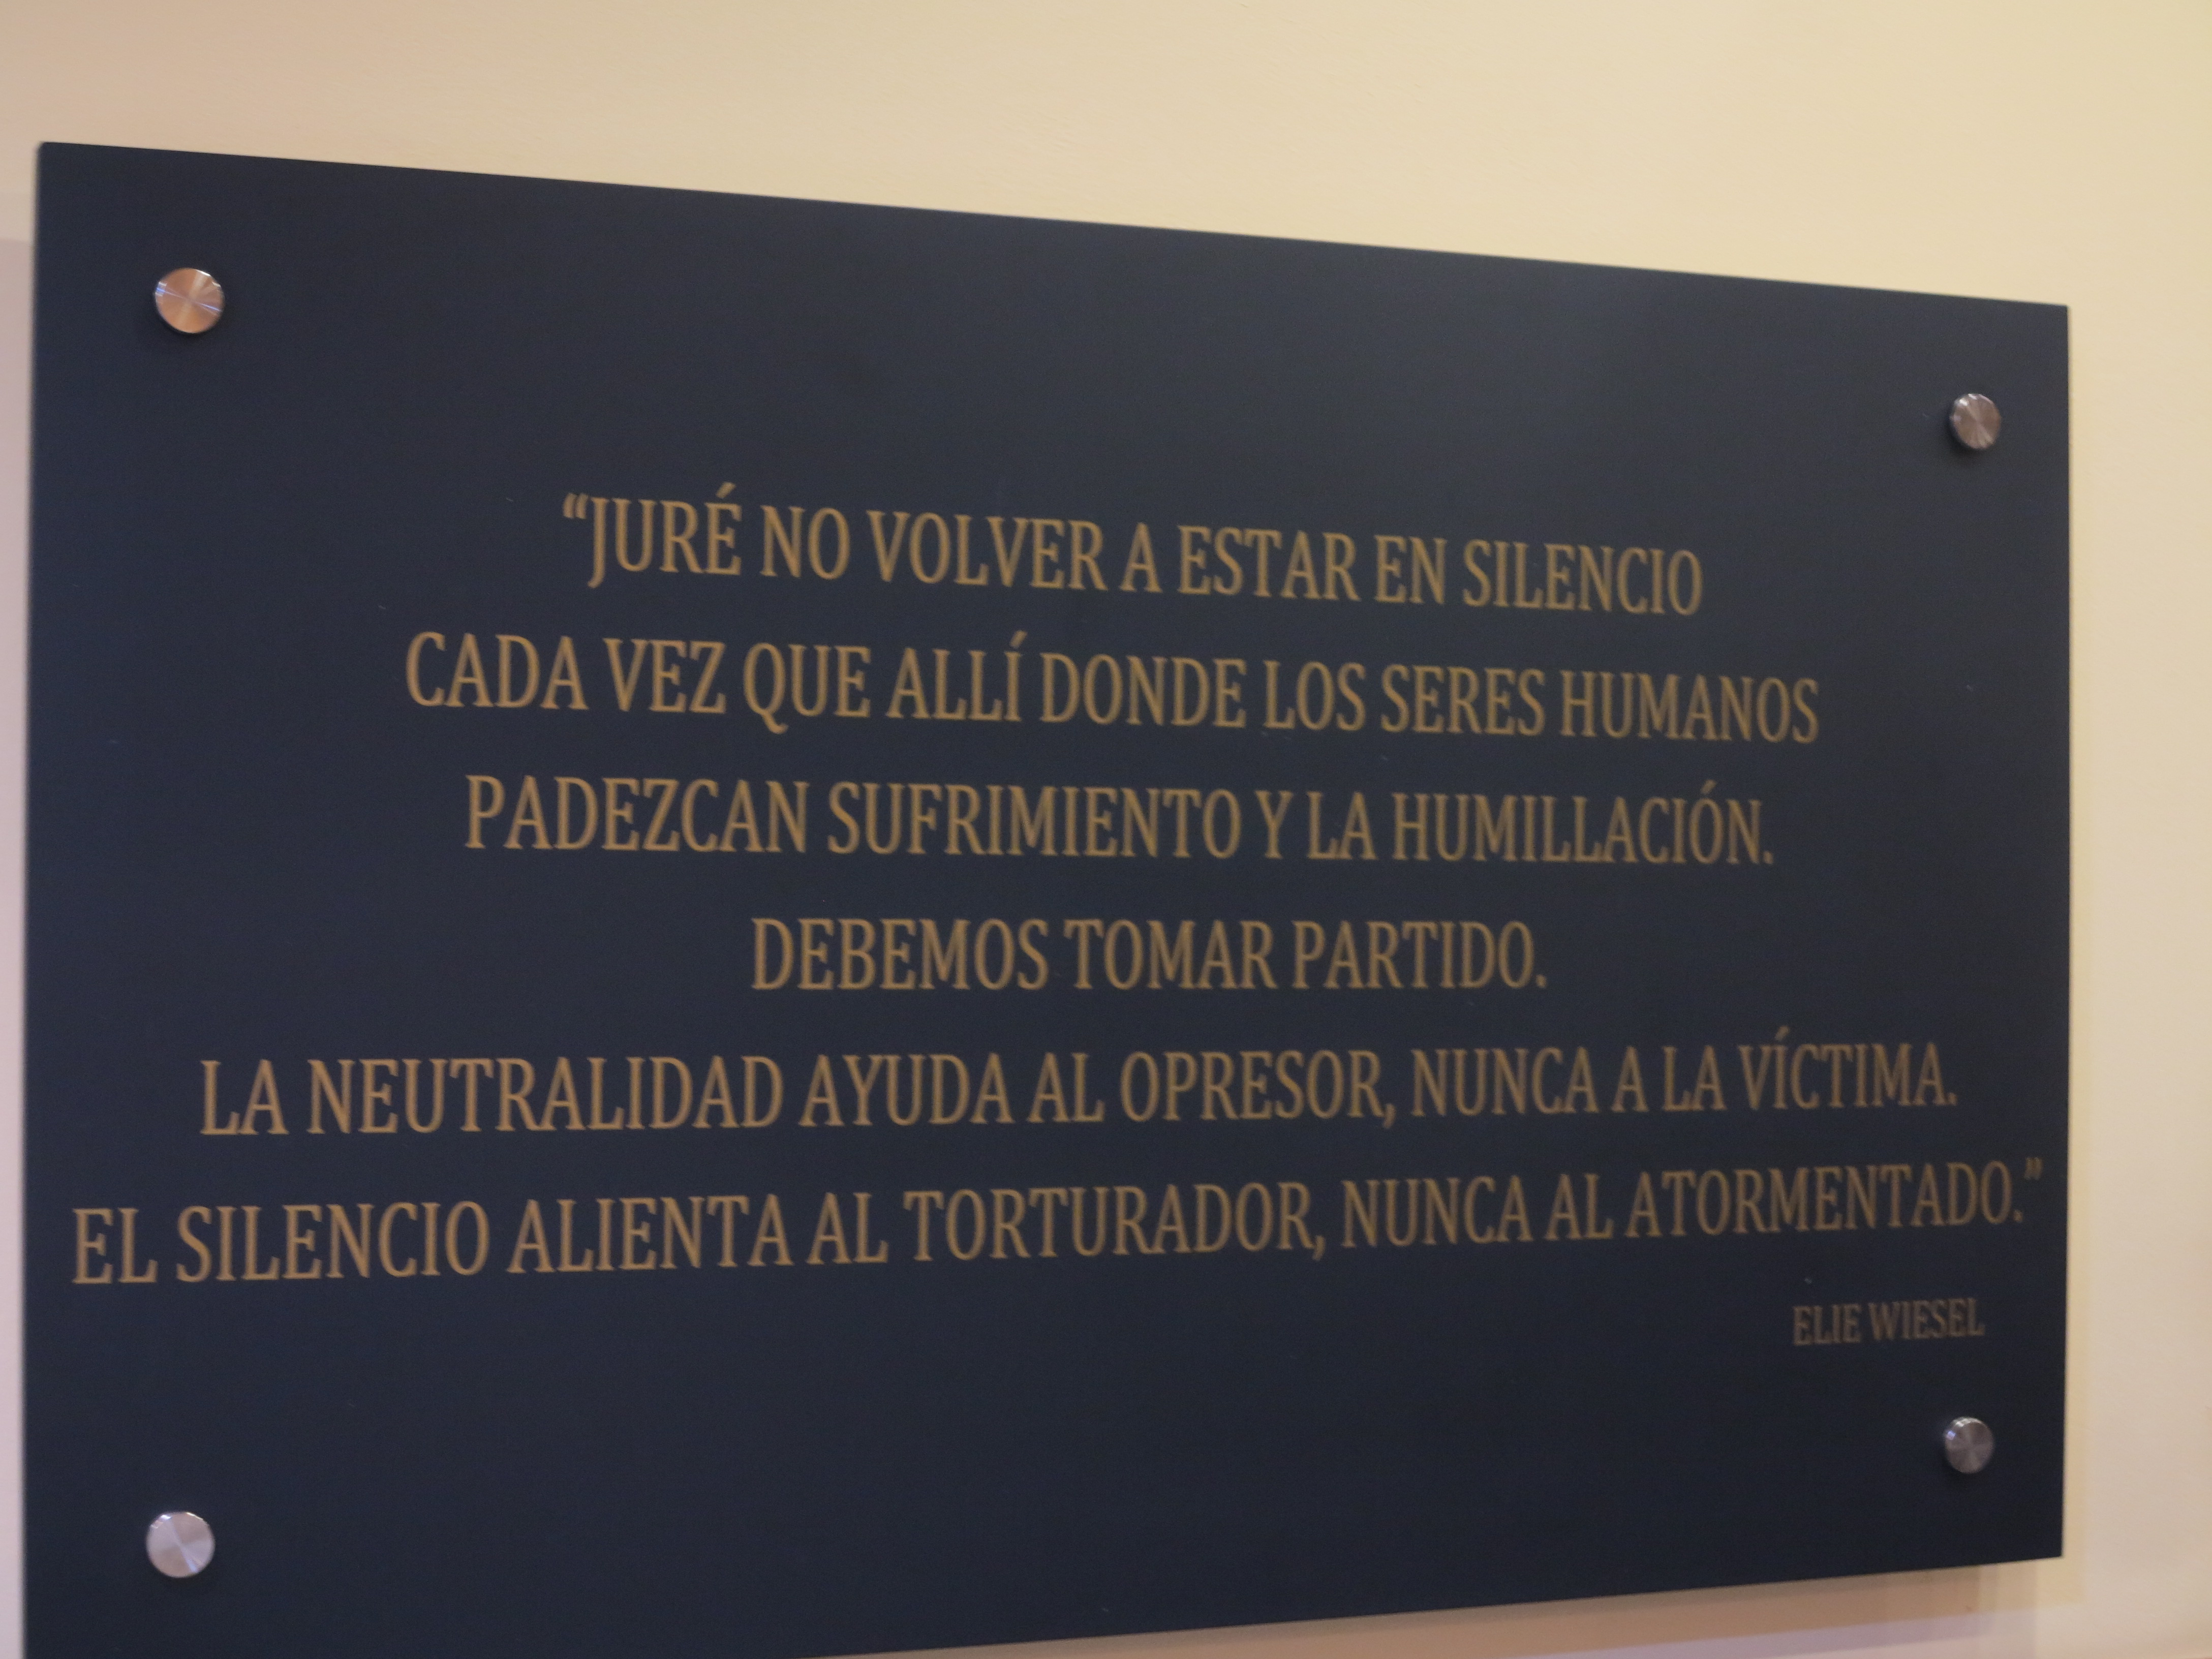 “JURÉ NO VOLVER A ESTAR EN SILENCIO
CADA VEZ QUE ALLÍ DONDE LOS SERES HUMANOS
PADEZCAN SUFRIMIENTO Y LA HUMILLACIÓN.
DEBEMOS TOMAR PARTIDO.
LA NEUTRALIDAD AYUDA AL OPRESOR, NUNCA A LA VÍCTIMA.
EL SILENCIO ALIENTA AL TORTURADOR, NUNCA AL ATORMENTADO.”
ELIE WIESEL